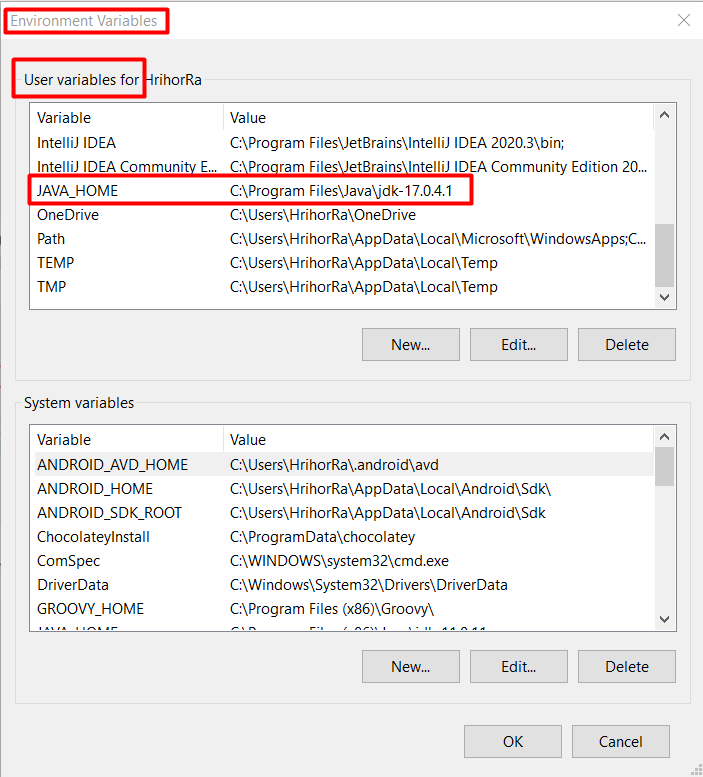 Environment Variables
User variables for HrihorRa
Variable Value
IntelliJ IDEA C:\Program Files\JetBrains\IntelliJ IDEA 2020.3\bin;
IntelliJ IDEA Community E... C:\Program Files\JetBrains\IntelliJ IDEA Community Edition 20...
JAVA_HOME C:\Program Files\Java\jdk-17.0.4.1
OneDrive C:\Users\HrihorRa\OneDrive
Path C:\Users\HrihorRa\AppData\Local\Microsoft\WindowsApps;C...
TEMP C:\Users\HrihorRa\AppData\Local\Temp
TMP C:\Users\HrihorRa\AppData\Local\Temp
New... Edit... Delete
System variables
Variable Value
ANDROID_AVD_HOME C:\Users\HrihorRa\.android\avd
ANDROID_HOME C:\Users\HrihorRa\AppData\Local\Android\Sdk\
ANDROID_SDK_ROOT C:\Users\HrihorRa\AppData\Local\Android\Sdk
ChocolateyInstall C:\ProgramData\chocolatey
ComSpec C:\WINDOWS\system32\cmd.exe
DriverData C:\Windows\System32\Drivers\DriverData
GROOVY_HOME C:\Program Files (x86)\Groovy\
New... Edit... Delete
OK Cancel